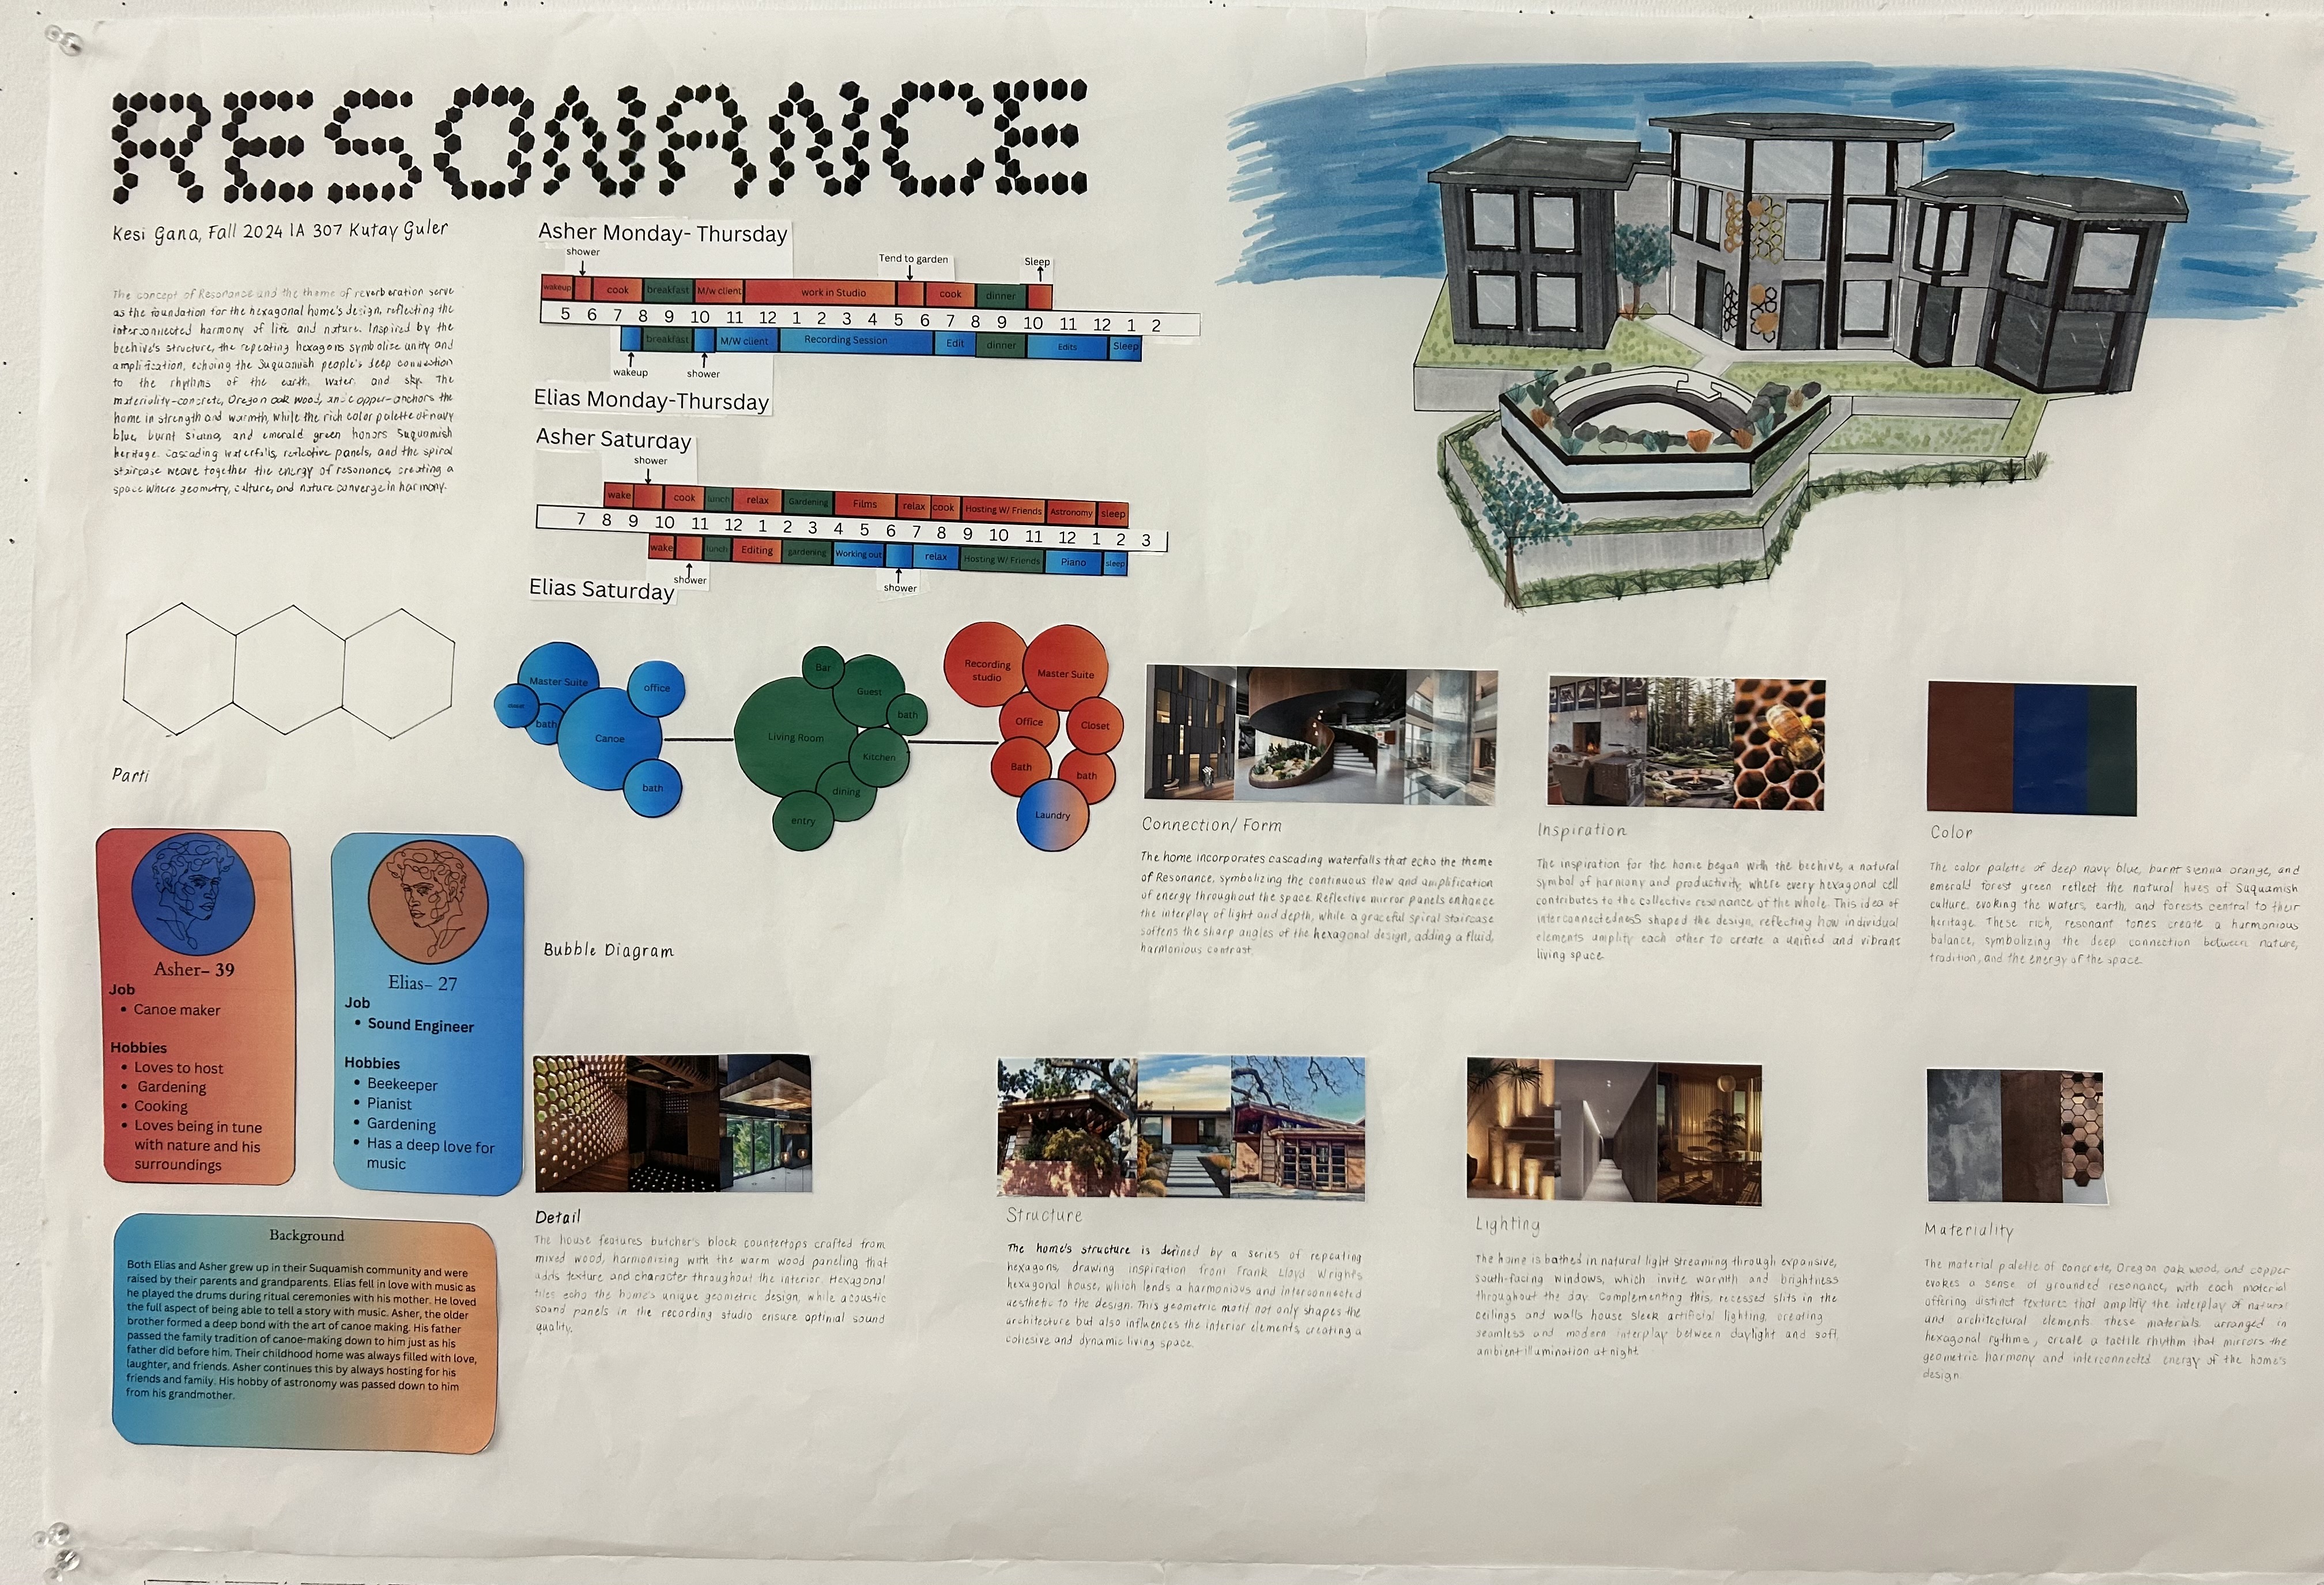 RESONANCE
Kesi Gana, Fall 2024 IA 307 Kutay Guler
The concept of Resonance and the theme of reverberation serve
as the foundation for the hexagonal home's design, reflecting the
interconnected harmony of life and nature. Inspired by the
beehive's structure, the repeating hexagons symbolize unity and
amplification, echoing the Suquamish people's deep connection
to the rhythms of the earth, water, and sky. The
materiality-concrete, Oregon oak wood, and copper-anchors the
home in strength and warmth, while the rich color palette of navy
blue, burnt sienna, and emerald green honors Suquamish
heritage. Cascading waterfalls, reflective panels, and the spiral
staircase weave together the energy of resonance, creating a
space where geometry, culture, and nature converge in harmony.
Asher Monday- Thursday
shower
Tend to garden
Sleep
wakeup
cook
breakfast
M/w client
work in Studio
cook
dinner
5 6 7 8 9 10 11 12 1 2 3 4 5 6 7 8 9 10 11 12 1 2
breakfast
M/W client
Recording Session
Edit
dinner
Edits
Sleep
wakeup
shower
Elias Monday-Thursday
Asher Saturday
shower
wake
cook
lunch
relax
Gardening
Films
relax
cook
Hosting W/ Friends
Astronomy
sleep
7 8 9 10 11 12 1 2 3 4 5 6 7 8 9 10 11 12 1 2 3
wake
lunch
Editing
gardening
Working out
relax
Hosting W/ Friends
Piano
sleep
shower
shower
Elias Saturday
Parti
Master Suite
office
bath
Canoe
bath
Bar
Guest
bath
Living Room
Kitchen
dining
entry
Recording
studio
Master Suite
Office
Closet
Bath
bath
Laundry
Bubble Diagram
Asher– 39
Job
• Canoe maker
Hobbies
• Loves to host
• Gardening
• Cooking
• Loves being in tune
with nature and his
surroundings
Elias– 27
Job
• Sound Engineer
Hobbies
• Beekeeper
• Pianist
• Gardening
• Has a deep love for
music
Background
Both Elias and Asher grew up in their Suquamish community and were
raised by their parents and grandparents. Elias fell in love with music as
he played the drums during ritual ceremonies with his mother. He loved
the full aspect of being able to tell a story with music. Asher, the older
brother formed a deep bond with the art of canoe making. His father
passed the family tradition of canoe-making down to him just as his
father did before him. Their childhood home was always filled with love,
laughter, and friends. Asher continues this by always hosting for his
friends and family. His hobby of astronomy was passed down to him
from his grandmother.
Connection/ Form
The home incorporates cascading waterfalls that echo the theme
of Resonance, symbolizing the continuous flow and amplification
of energy throughout the space. Reflective mirror panels enhance
the interplay of light and depth, while a graceful spiral staircase
softens the sharp angles of the hexagonal design, adding a fluid,
harmonious contrast.
Inspiration
The inspiration for the home began with the beehive, a natural
symbol of harmony and productivity, where every hexagonal cell
contributes to the collective resonance of the whole. This idea of
interconnectedness shaped the design, reflecting how individual
elements amplify each other to create a unified and vibrant
living space.
Color
The color palette of deep navy blue, burnt sienna orange, and
emerald forest green reflect the natural hues of Suquamish
culture, evoking the waters, earth, and forests central to their
heritage. These rich, resonant tones create a harmonious
balance, symbolizing the deep connection between nature,
tradition, and the energy of the space.
Detail
The house features butcher's block countertops crafted from
mixed wood, harmonizing with the warm wood paneling that
adds texture and character throughout the interior. Hexagonal
tiles echo the home's unique geometric design, while acoustic
sound panels in the recording studio ensure optimal sound
quality.
Structure
The home's structure is defined by a series of repeating
hexagons, drawing inspiration from Frank Lloyd Wright's
hexagonal house, which lends a harmonious and interconnected
aesthetic to the design. This geometric motif not only shapes the
architecture but also influences the interior elements, creating a
cohesive and dynamic living space.
Lighting
The home is bathed in natural light streaming through expansive,
south-facing windows, which invite warmth and brightness
throughout the day. Complementing this, recessed slits in the
ceilings and walls house sleek artificial lighting, creating
seamless and modern interplay between daylight and soft,
ambient illumination at night.
Materiality
The material palette of concrete, Oregon oak wood, and copper
evokes a sense of grounded resonance, with each material
offering distinct textures that amplify the interplay of natural
and architectural elements. These materials, arranged in
hexagonal rythms, create a tactile rhythm that mirrors the
geometric harmony and interconnected energy of the home's
design.